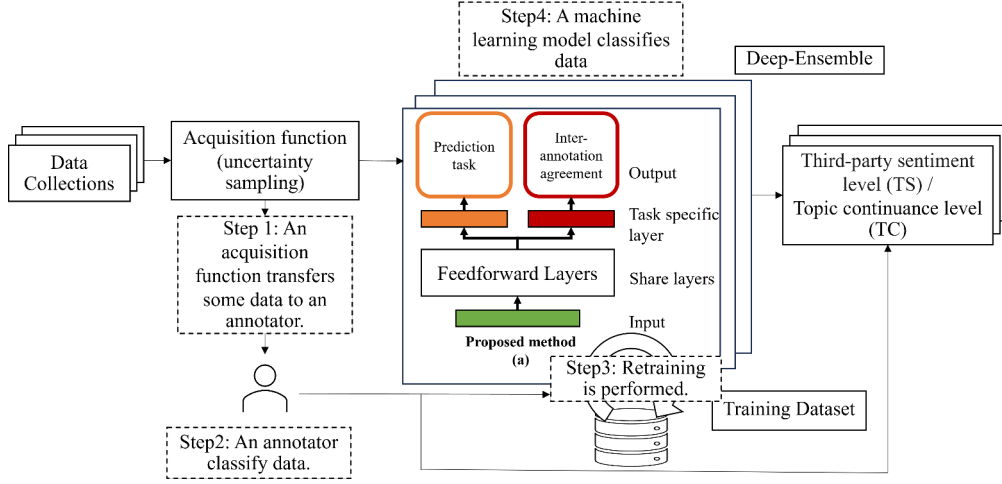 Step4: A machine
learning model classifies
data
Deep-Ensemble
Data
Collections
Acquisition function
(uncertainty
sampling)
Prediction
task
Inter-
annotation
agreement
Output
Task specific
layer
Feedforward Layers
Share layers
Input
Proposed method
(a)
Third-party sentiment
level (TS) /
Topic continuance level
(TC)
Step 1: An
acquisition
function transfers
some data to an
annotator.
Step3: Retraining
is performed.
Training Dataset
Step2: An annotator
classify data.